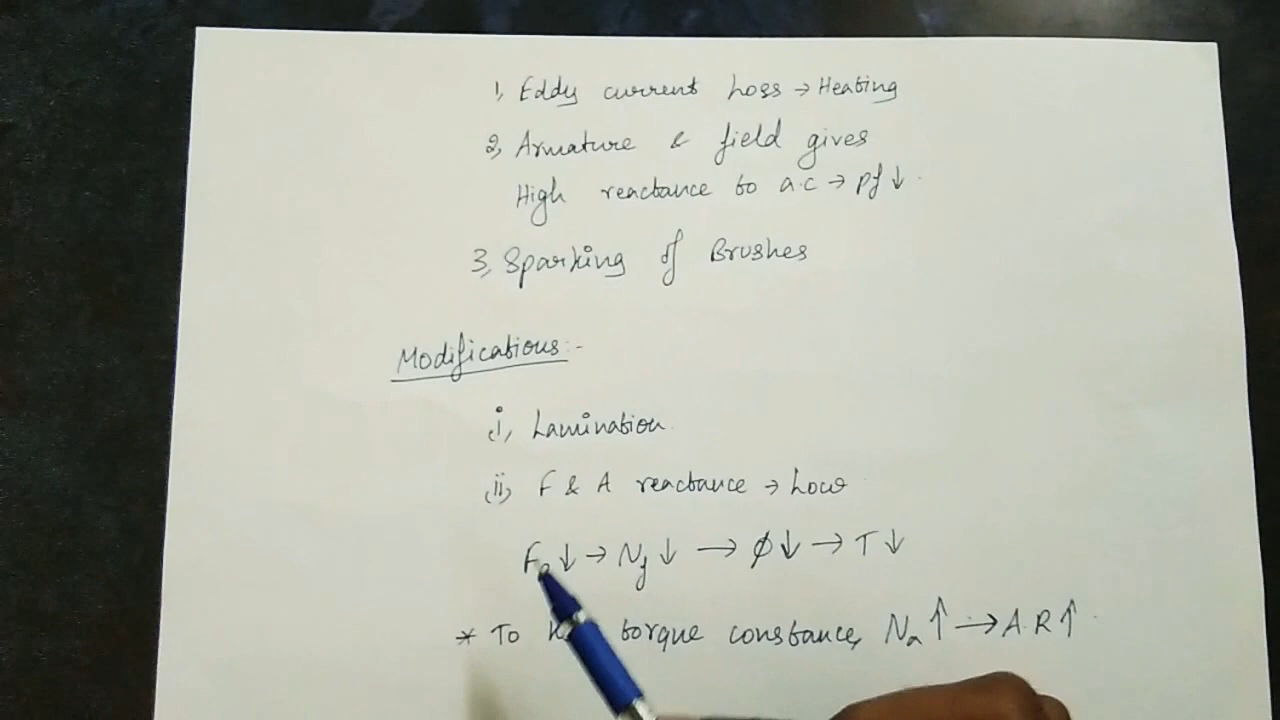 1, Eddy current Loss → Heating
2, Armature & field gives
High reactance to a.c → pf ↓.
3, Sparking of Brushes
Modifications:-
(i), Lamination.
(ii) F & A reactance → Low
↓ → Nf ↓ → φ ↓ → T ↓
* To torque constance, Na ↑ → A.R ↑.